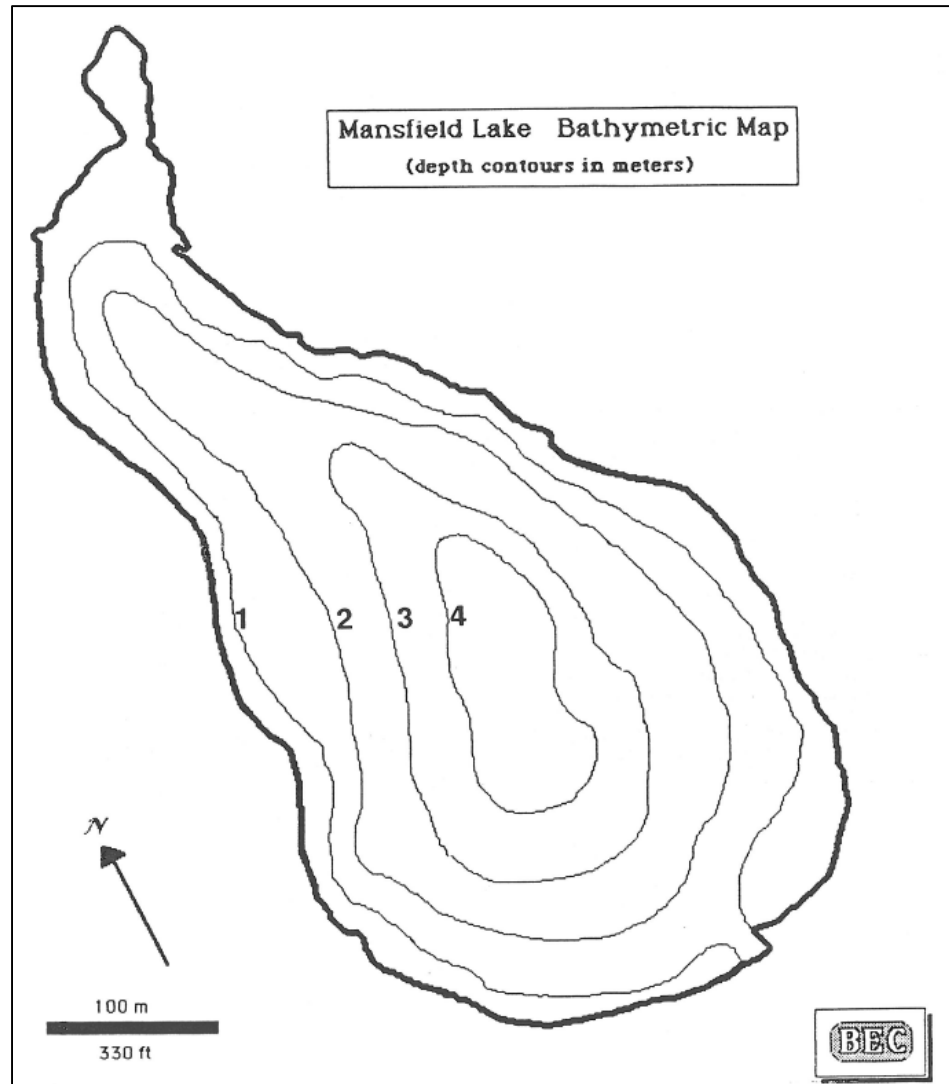 Mansfield Lake Bathymetric Map
(depth contours in meters)
1 2 3 4
N
100 m
330 ft
BEC